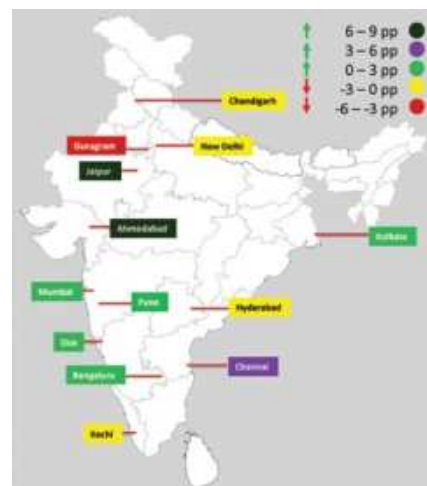 6 – 9 pp
3 – 6 pp
0 – 3 pp
-3 – 0 pp
-6 – -3 pp
Chandigarh
Gurugram
New Delhi
Jaipur
Ahmedabad
Kolkata
Mumbai
Pune
Hyderabad
Goa
Bengaluru
Chennai
Kochi